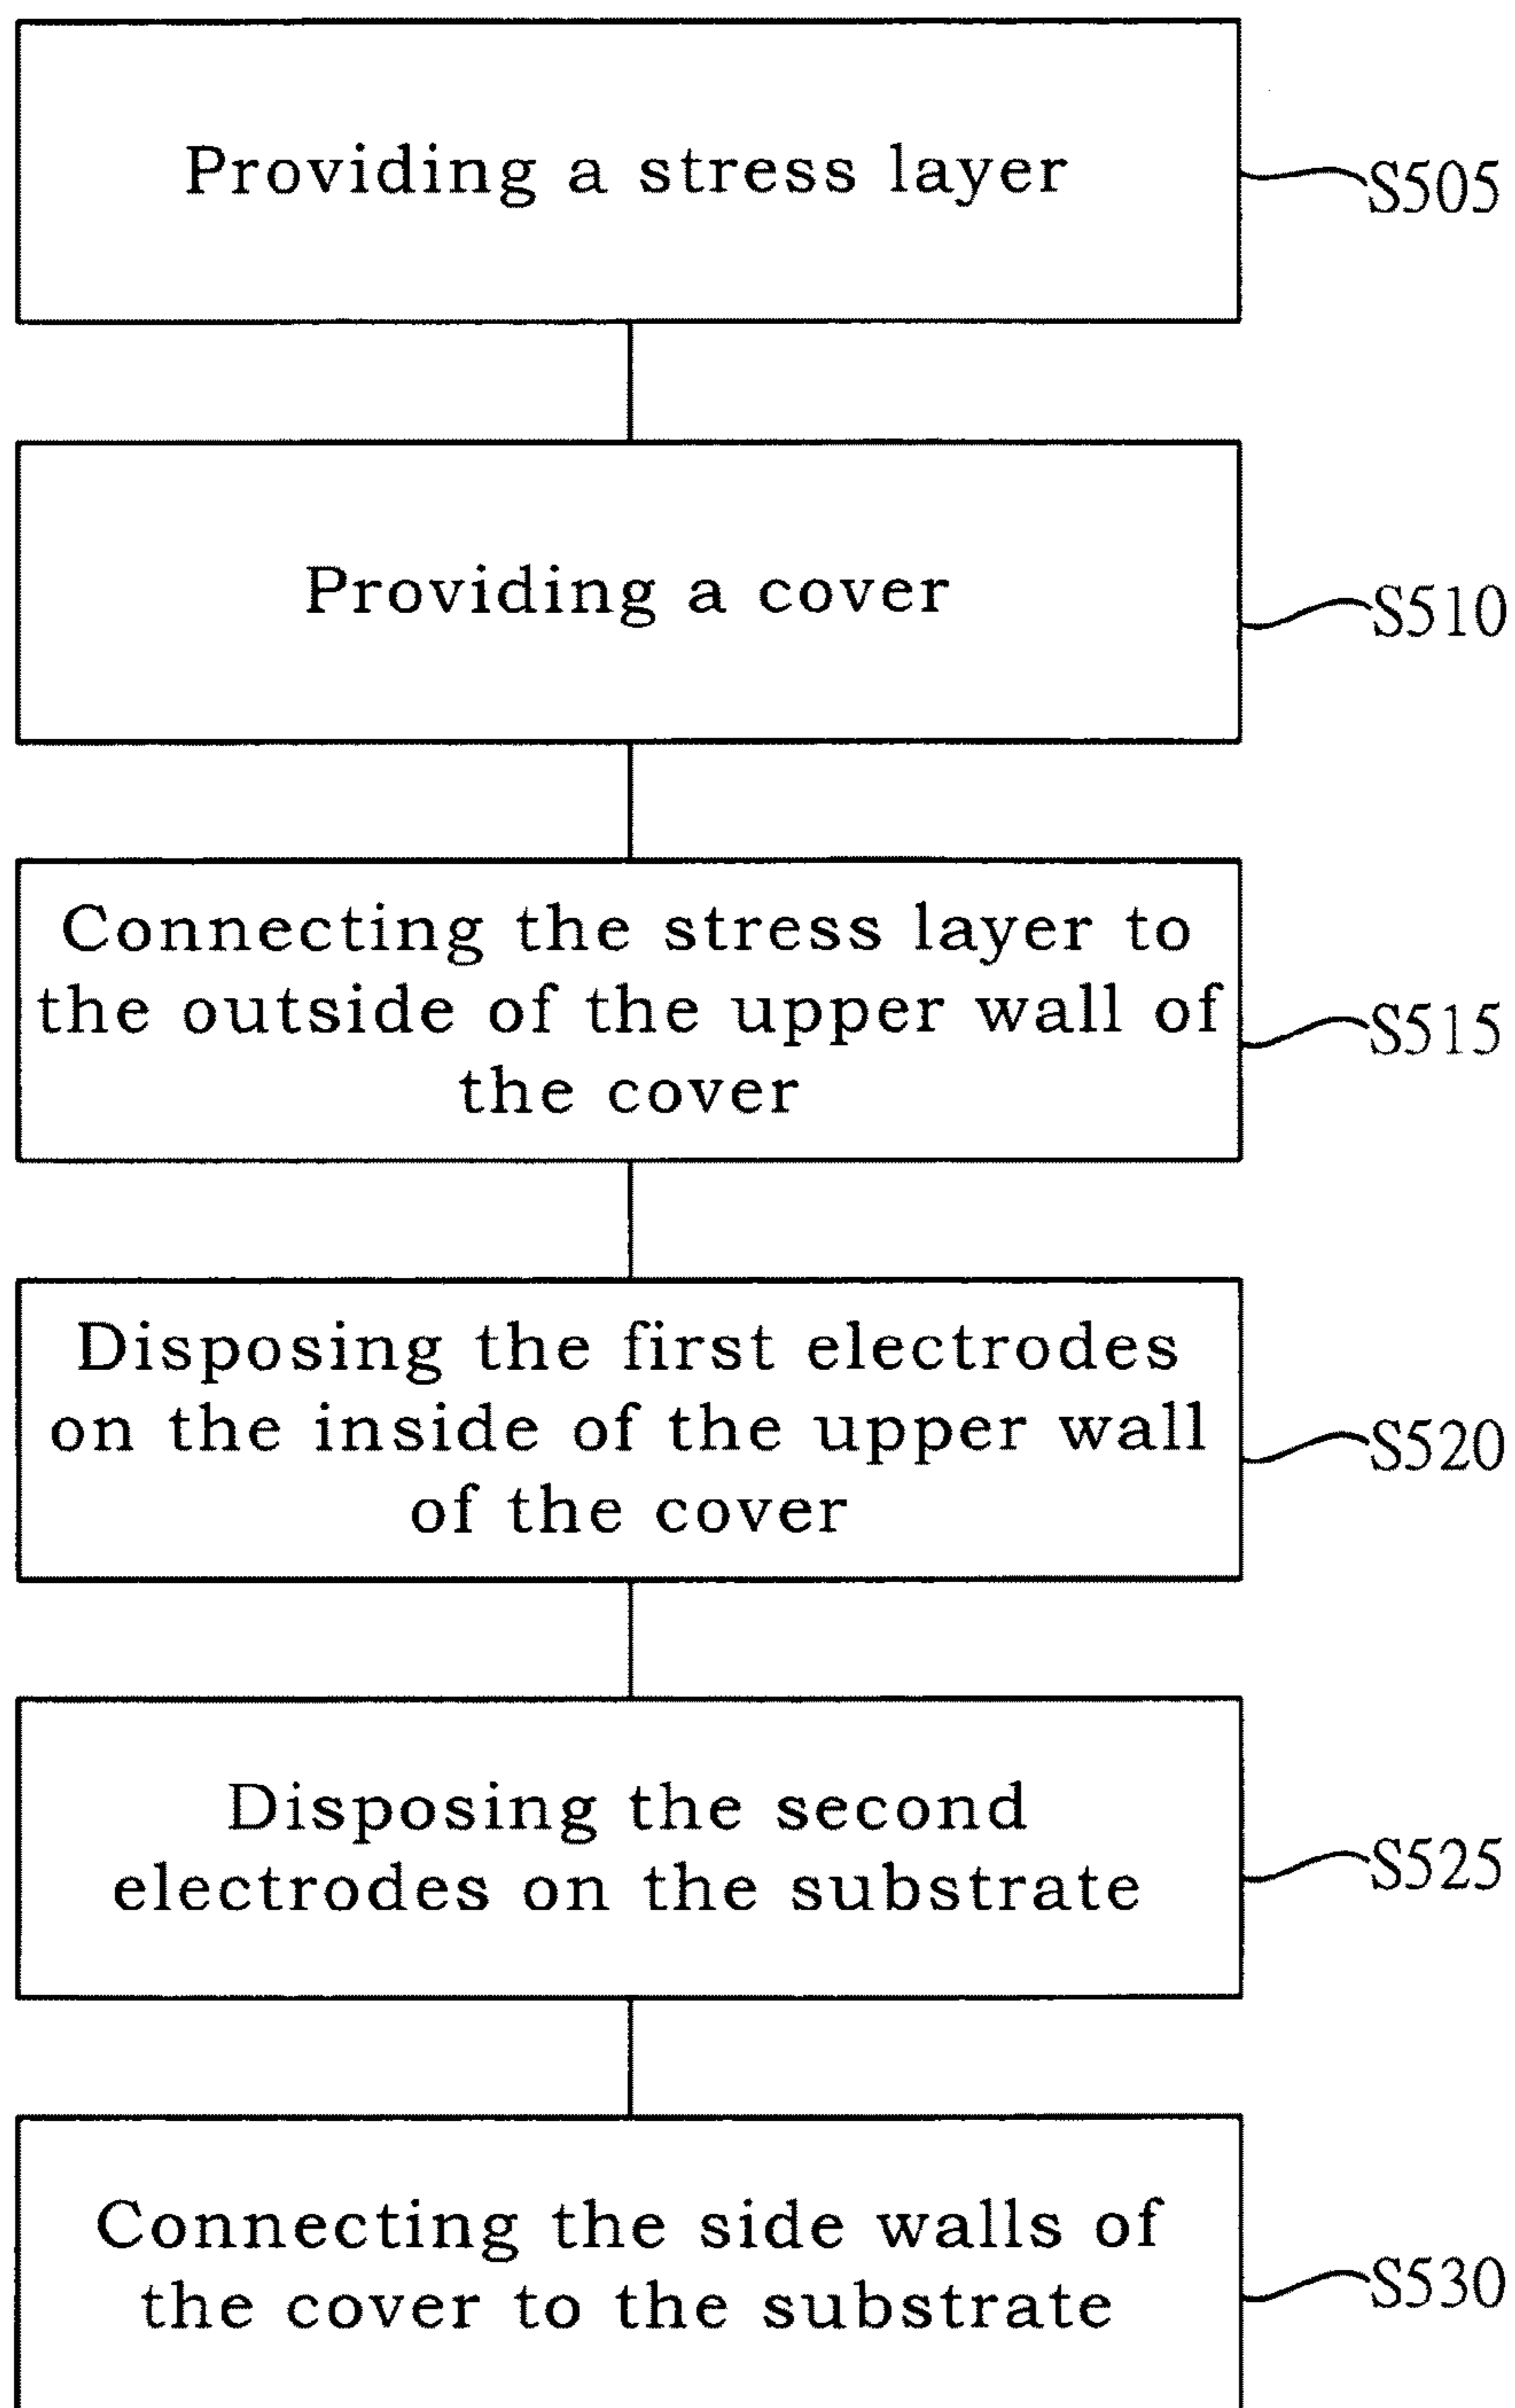 Providing a stress layer
S505
Providing a cover
S510
Connecting the stress layer to
the outside of the upper wall of
the cover
S515
Disposing the first electrodes
on the inside of the upper wall
of the cover
S520
Disposing the second
electrodes on the substrate
S525
Connecting the side walls of
the cover to the substrate
S530